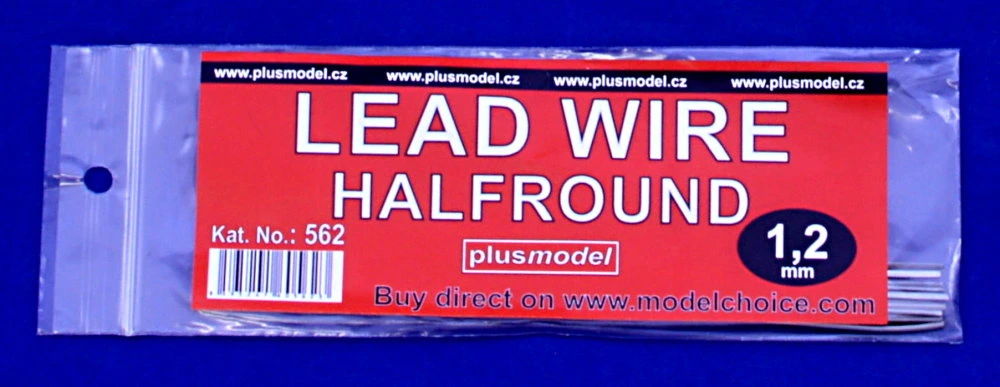 www.plusmodel.cz www.plusmodel.cz www.plusmodel.cz www.plusmodel.cz
LEAD WIRE
HALFROUND
Kat. No.: 562
1,2
mm
plusmodel
Buy direct on www.modelchoice.com